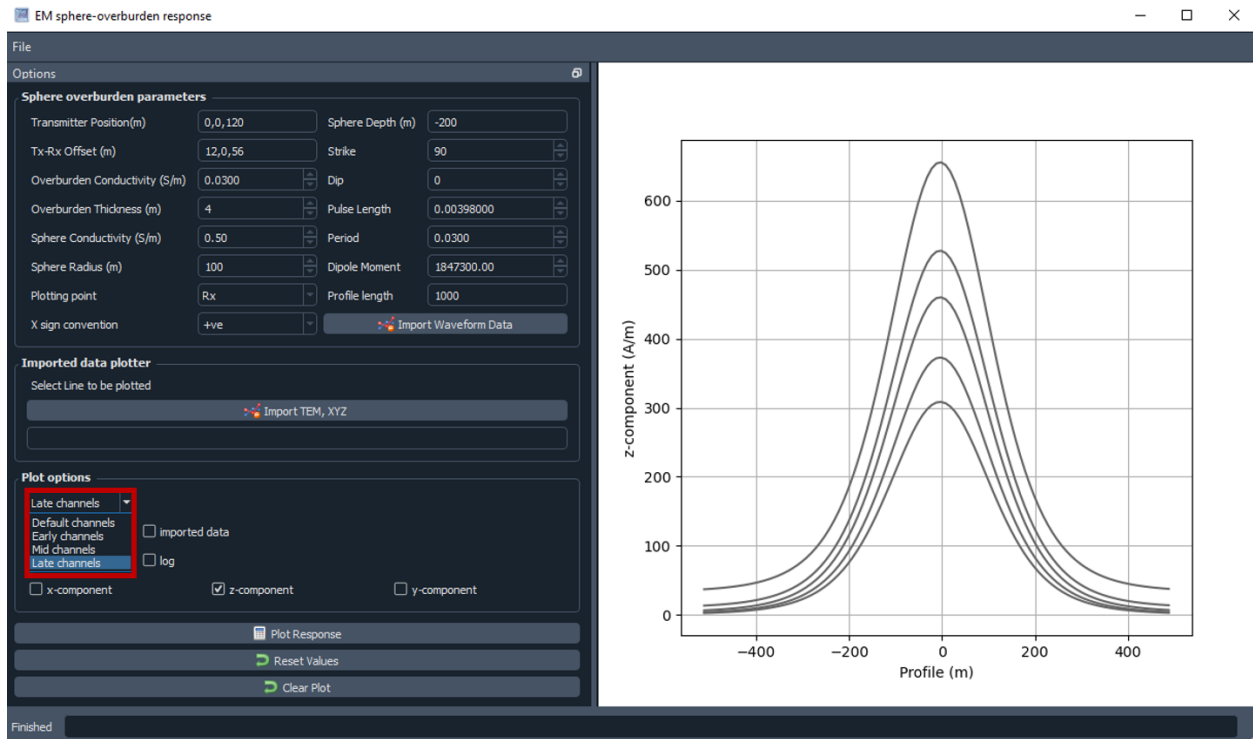 EM sphere-overburden response
File
Options
Sphere overburden parameters
Transmitter Position(m) 0,0,120 Sphere Depth (m) -200
Tx-Rx Offset (m) 12,0,56 Strike 90
Overburden Conductivity (S/m) 0.0300 Dip 0
Overburden Thickness (m) 4 Pulse Length 0.00398000
Sphere Conductivity (S/m) 0.50 Period 0.0300
Sphere Radius (m) 100 Dipole Moment 1847300.00
Plotting point Rx Profile length 1000
X sign convention +ve Import Waveform Data
Imported data plotter
Select Line to be plotted
Import TEM, XYZ
Plot options
Late channels
Default channels
Early channels
Mid channels
Late channels
imported data
log
x-component z-component y-component
Plot Response
Reset Values
Clear Plot
Finished
z-component (A/m)
600
500
400
300
200
100
0
−400 −200 0 200 400
Profile (m)